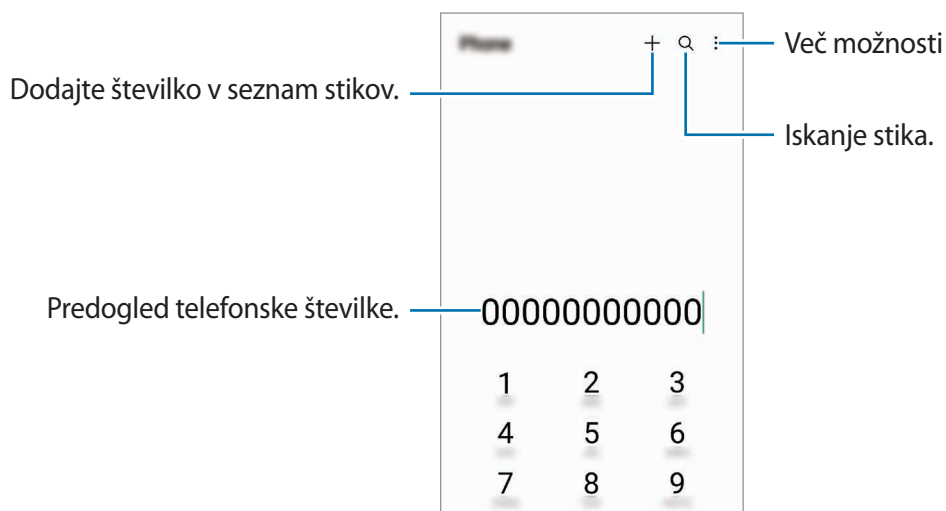 Phone
Več možnosti
Dodajte številko v seznam stikov.
Iskanje stika.
Predogled telefonske številke.
00000000000
1 2 3
4 5 6
7 8 9